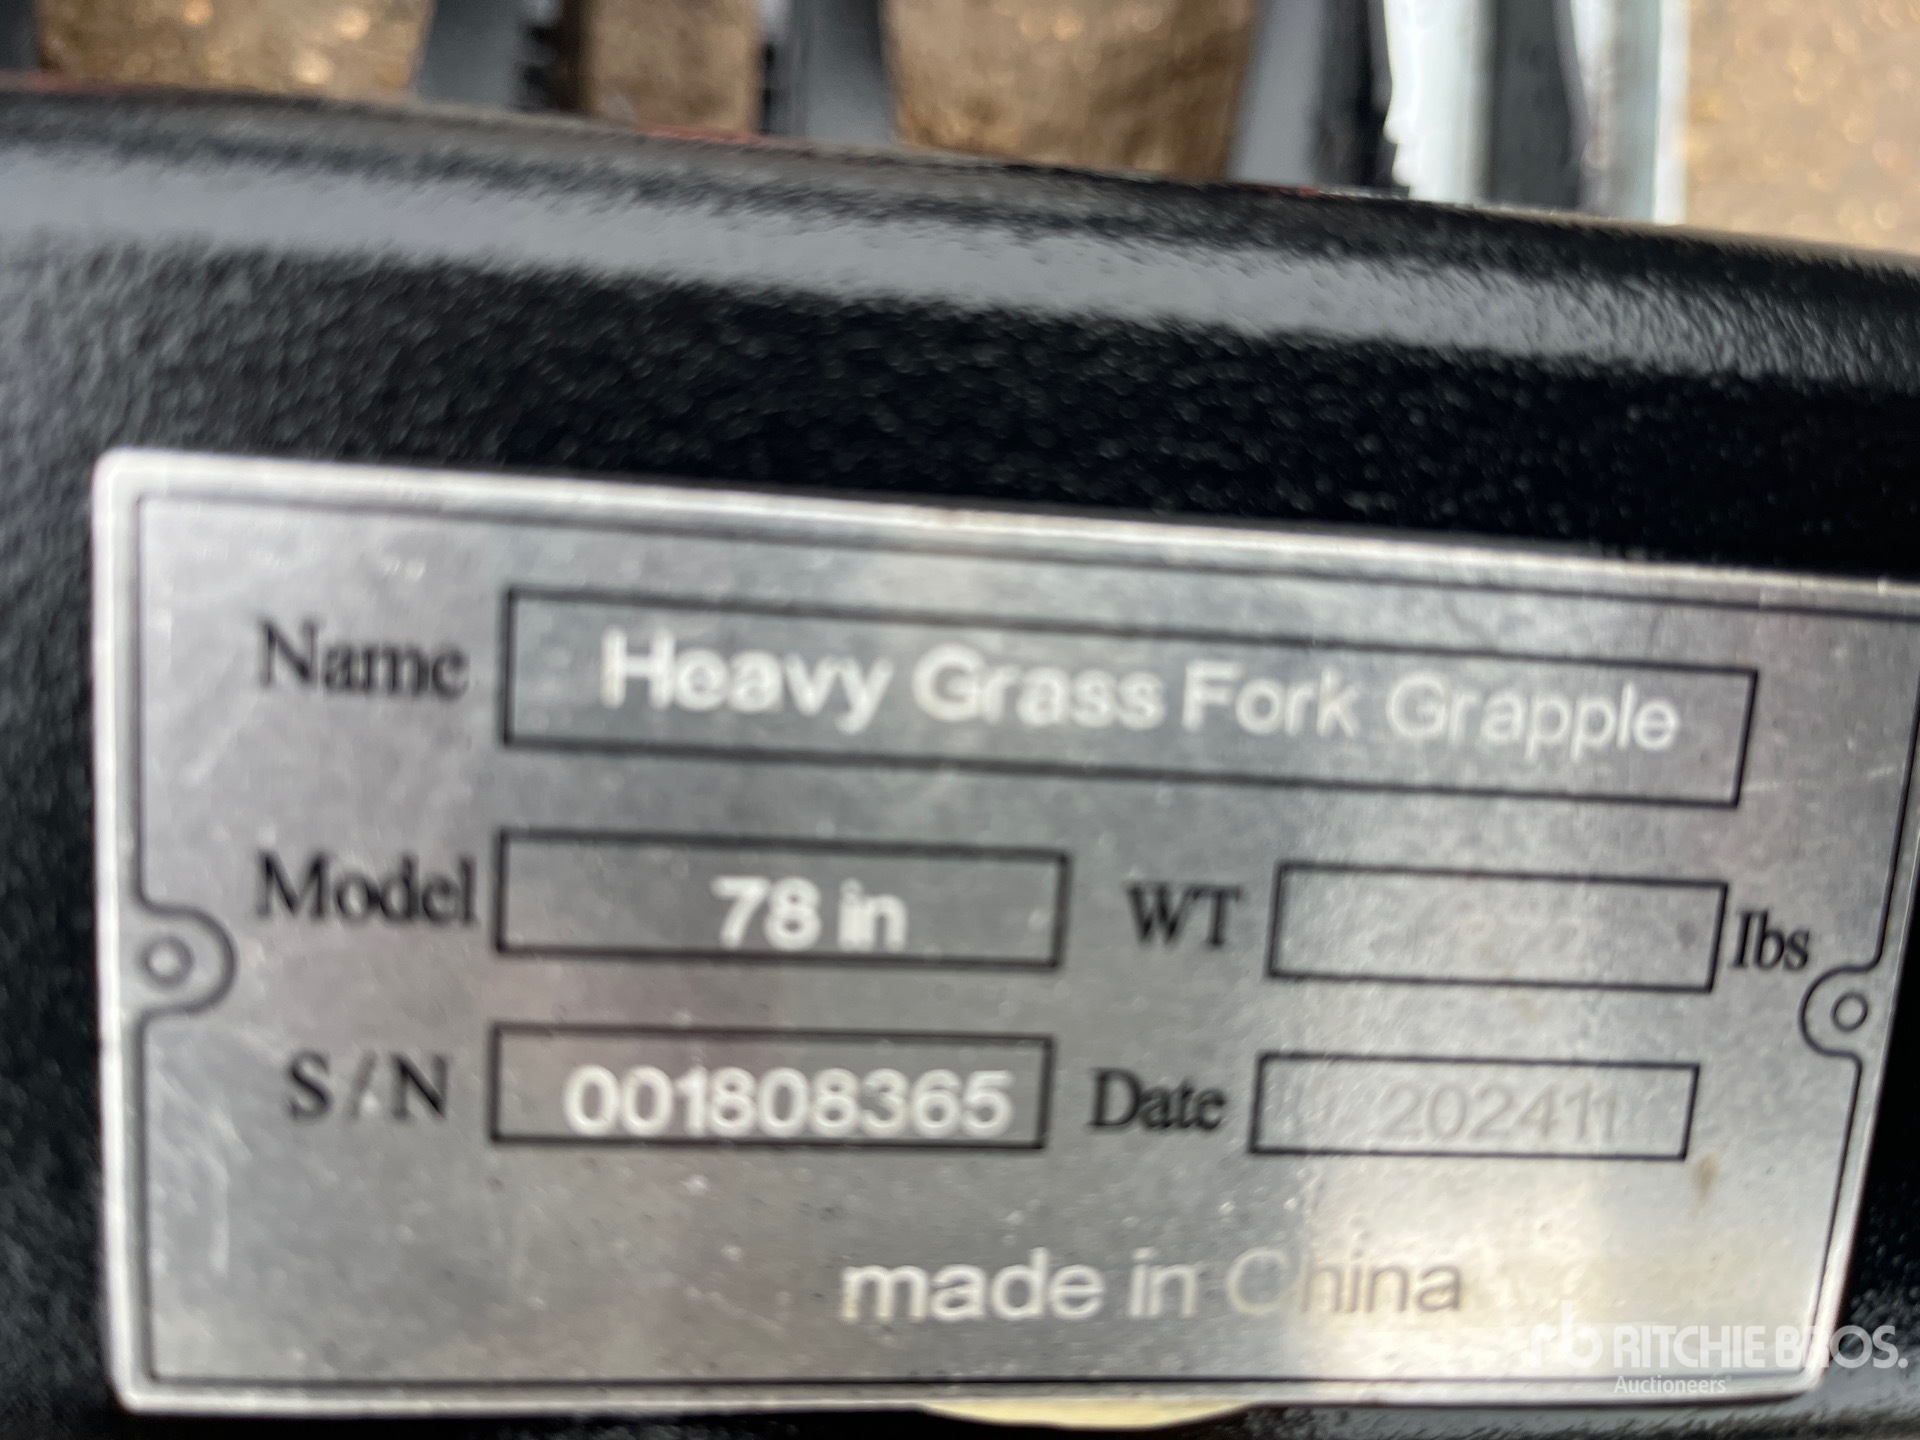 Name Heavy Grass Fork Grapple
Model 78 in WT lbs
S/N 001808365 Date 202411
made in China
rb RITCHIE BROS.
Auctioneers